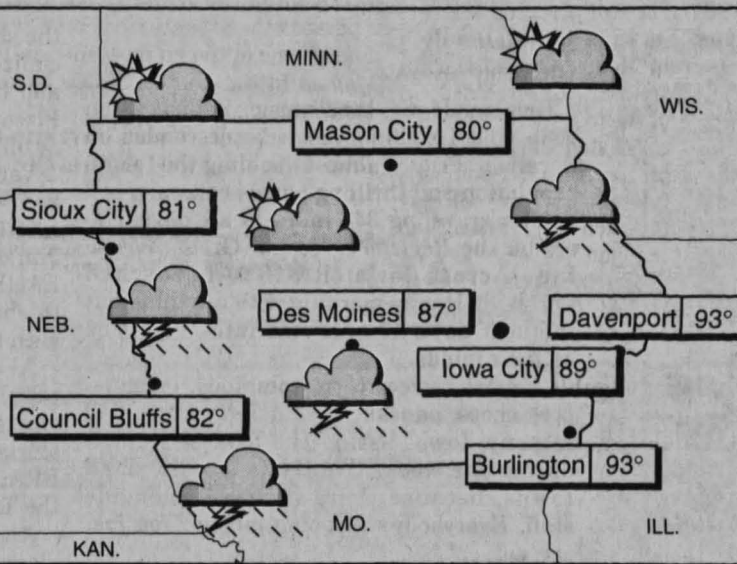 MINN.
S.D.
WIS.
Mason City 80°
Sioux City 81°
NEB.
Des Moines 87°
Davenport 93°
Iowa City 89°
Council Bluffs 82°
Burlington 93°
MO.
ILL.
KAN.